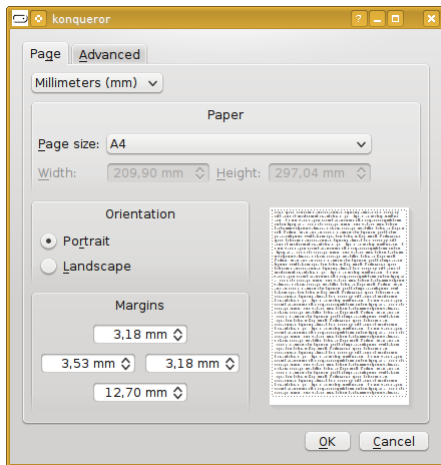 konqueror
Page Advanced
Millimeters (mm)
Paper
Page size: A4
Width: 209,90 mm Height: 297,04 mm
Orientation
Portrait
Landscape
Margins
3,18 mm
3,53 mm 3,18 mm
12,70 mm
OK Cancel